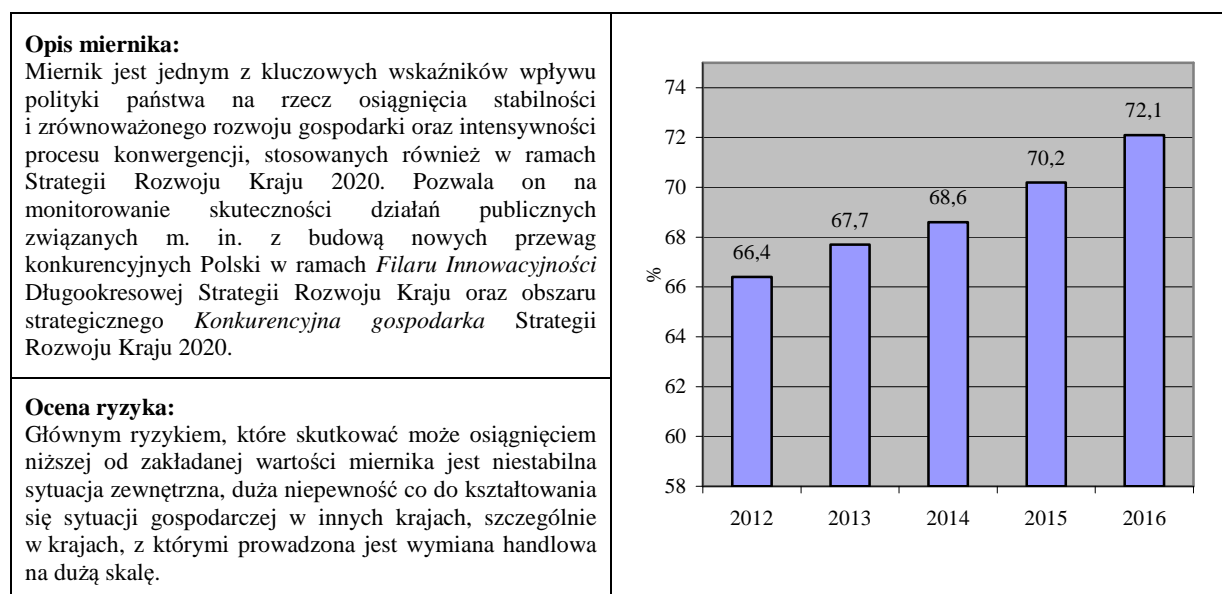 Opis miernika:
Miernik jest jednym z kluczowych wskaźników wpływu
polityki państwa na rzecz osiągnięcia stabilności
i zrównoważonego rozwoju gospodarki oraz intensywności
procesu konwergencji, stosowanych również w ramach
Strategii Rozwoju Kraju 2020. Pozwala on na
monitorowanie skuteczności działań publicznych
związanych m. in. z budową nowych przewag
konkurencyjnych Polski w ramach Filaru Innowacyjności
Długookresowej Strategii Rozwoju Kraju oraz obszaru
strategicznego Konkurencyjna gospodarka Strategii
Rozwoju Kraju 2020.
Ocena ryzyka:
Głównym ryzykiem, które skutkować może osiągnięciem
niższej od zakładanej wartości miernika jest niestabilna
sytuacja zewnętrzna, duża niepewność co do kształtowania
się sytuacji gospodarczej w innych krajach, szczególnie
w krajach, z którymi prowadzona jest wymiana handlowa
na dużą skalę.
74
72
70
68
66
64
62
60
58
%
66,4
67,7
68,6
70,2
72,1
2012 2013 2014 2015 2016